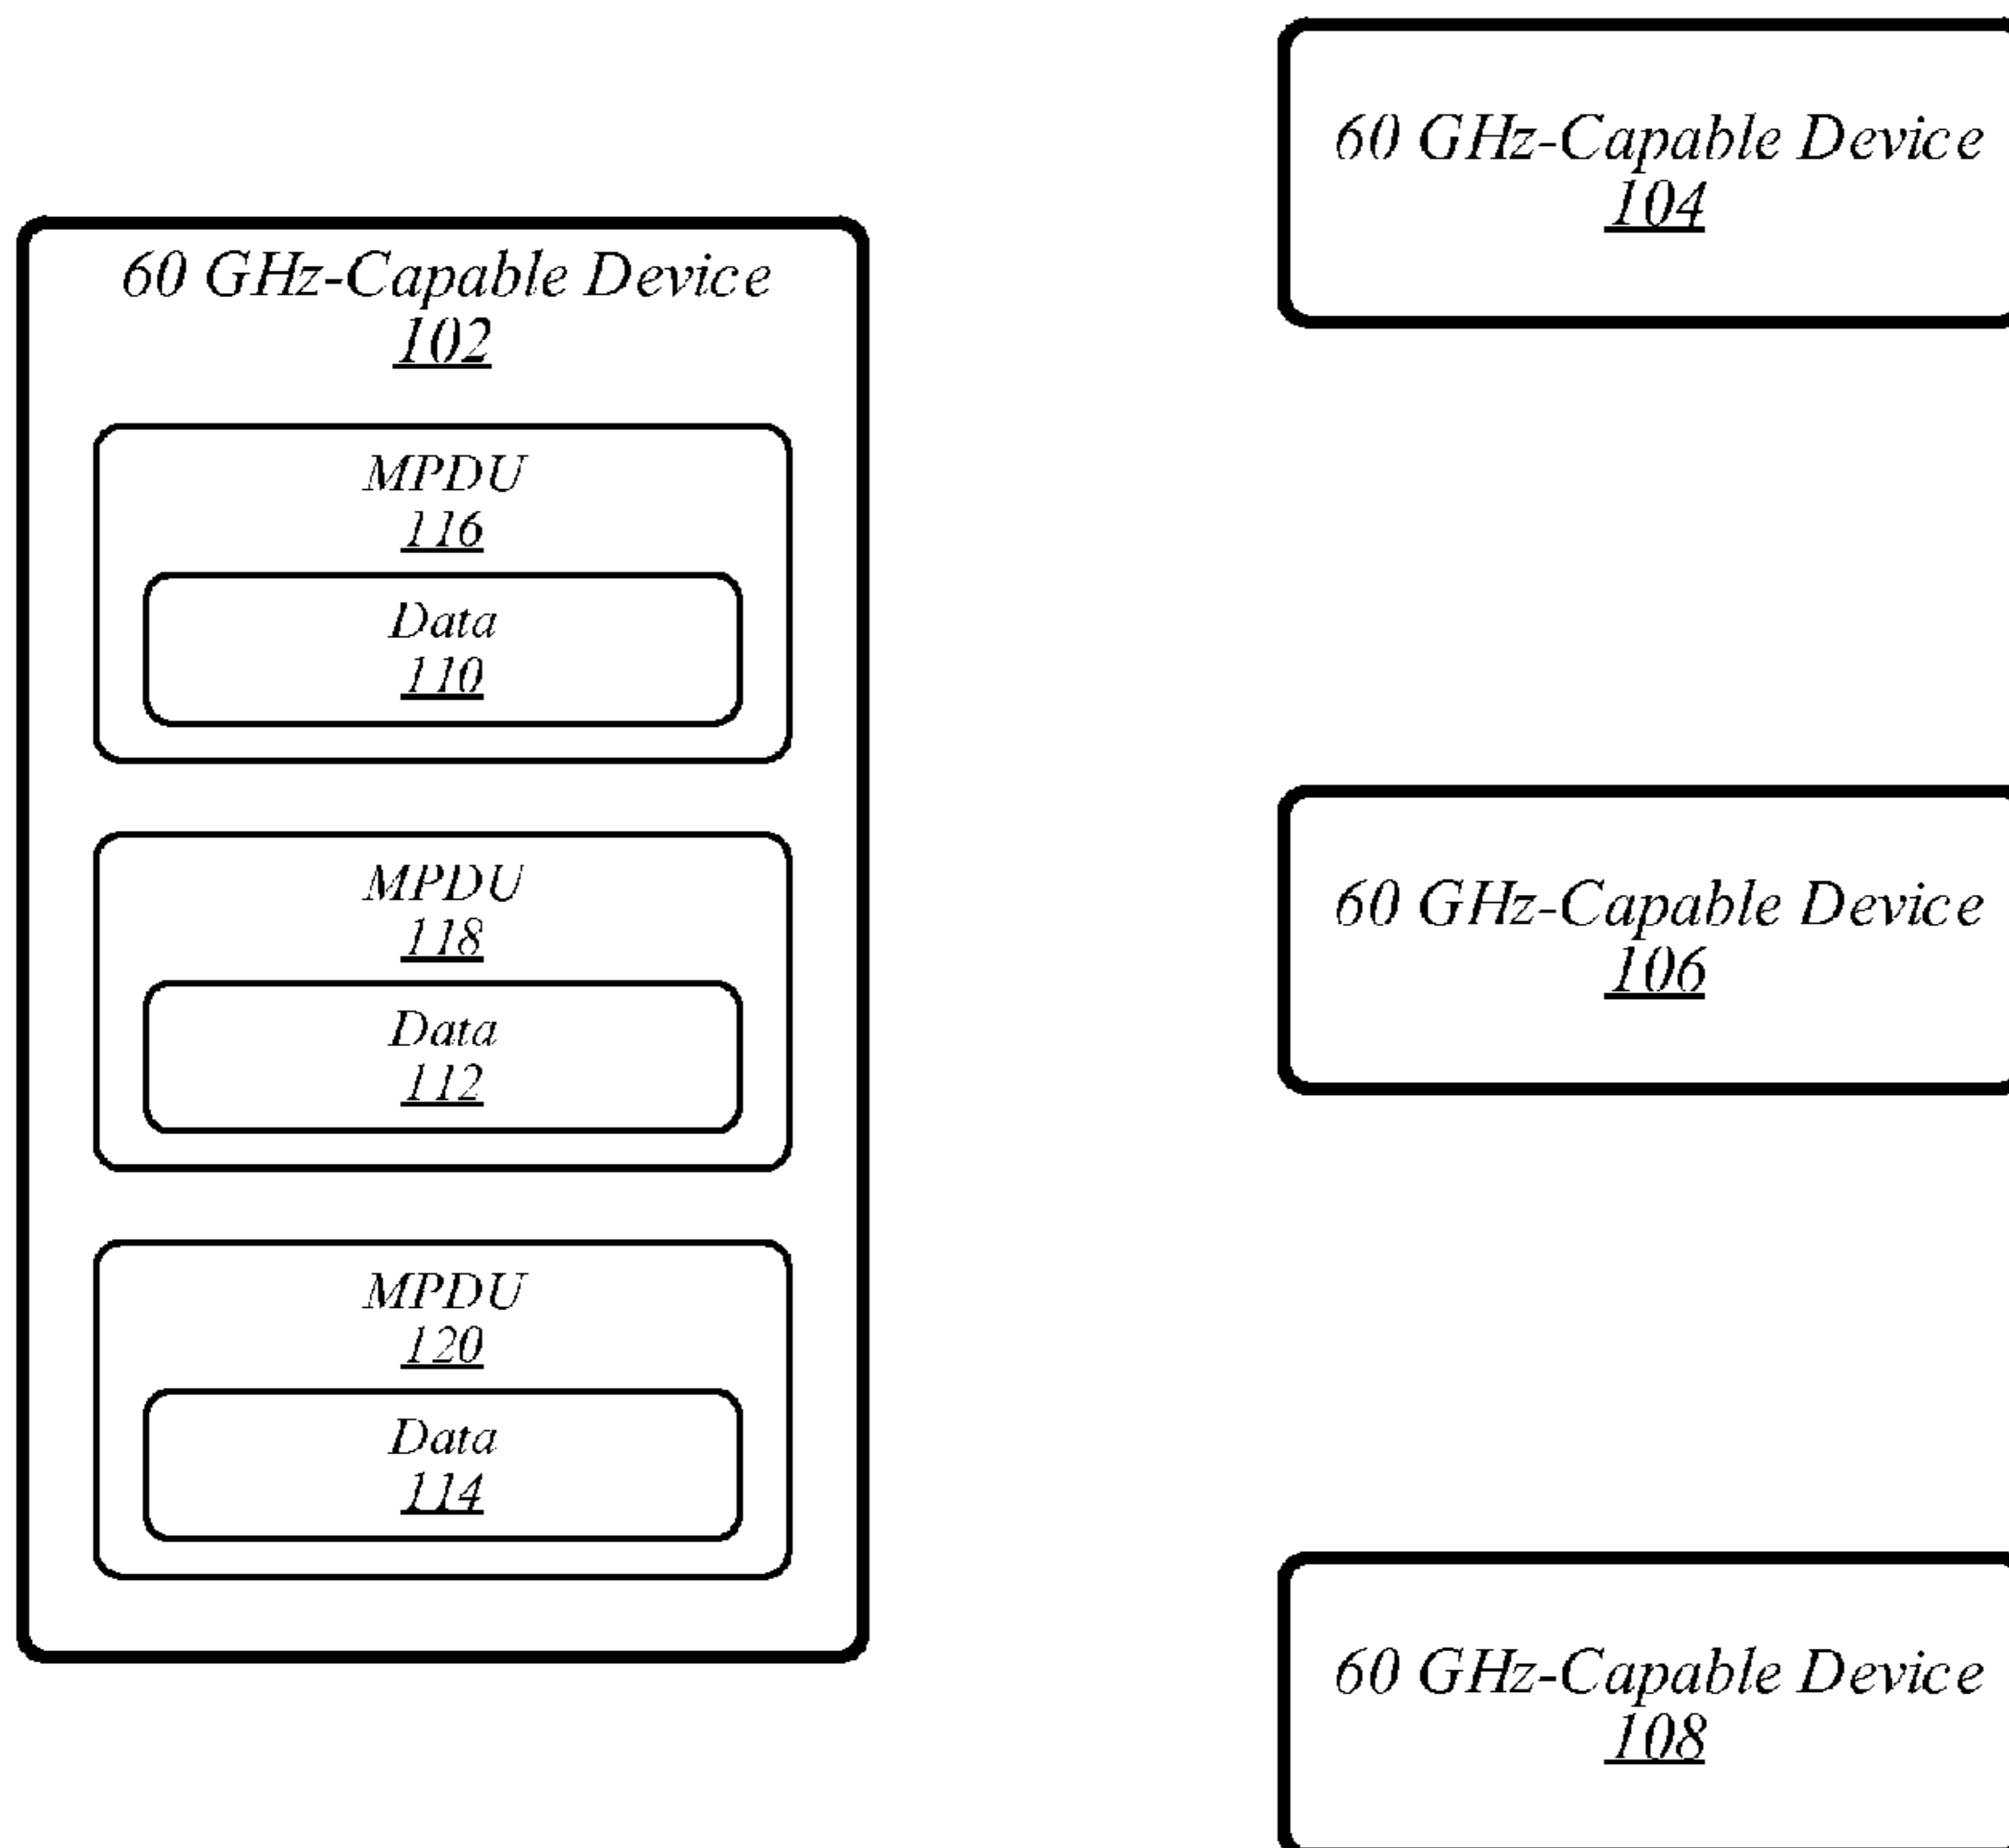 60 GHz-Capable Device
102
MPDU
116
Data
110
MPDU
118
Data
112
MPDU
120
Data
114
60 GHz-Capable Device
104
60 GHz-Capable Device
106
60 GHz-Capable Device
108